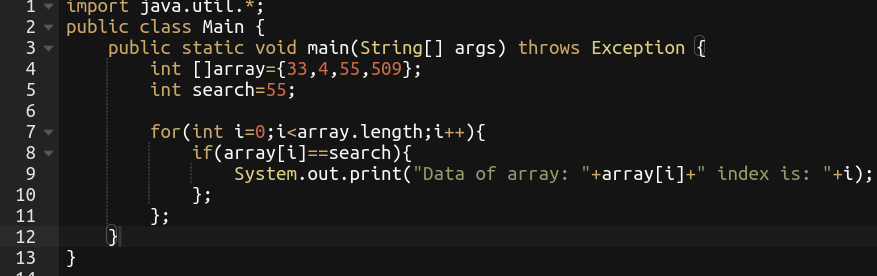 1 import java.util.*;
2 public class Main {
3 public static void main(String[] args) throws Exception {
4 int []array={33,4,55,509};
5 int search=55;
6
7 for(int i=0;i<array.length;i++){
8 if(array[i]==search){
9 System.out.print("Data of array: "+array[i]+" index is: "+i);
10 };
11 };
12 }
13 }